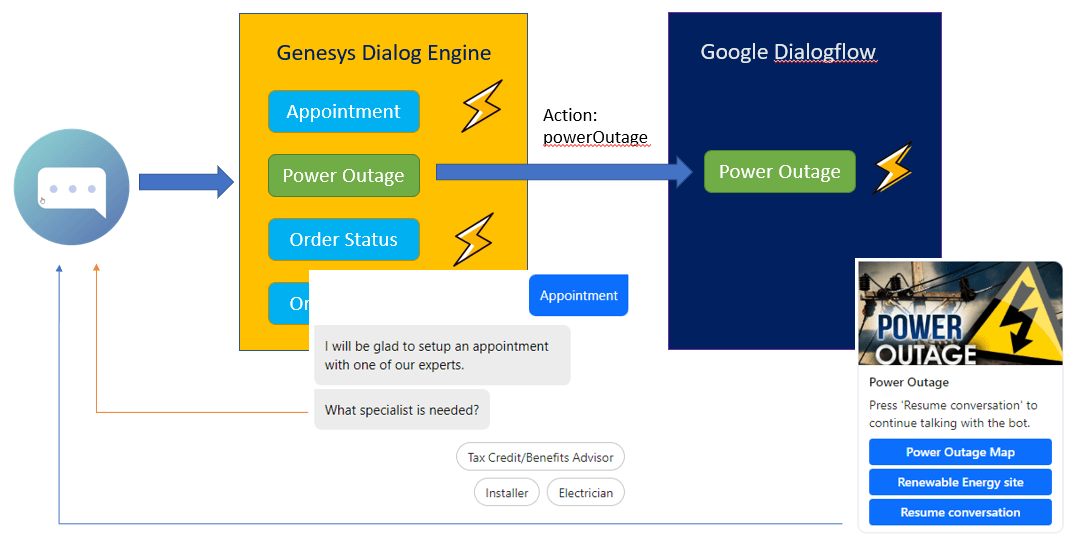 Genesys Dialog Engine
Appointment
Power Outage
Order Status
Or
Action:
powerOutage
Google Dialogflow
Power Outage
Appointment
I will be glad to setup an appointment
with one of our experts.
What specialist is needed?
Tax Credit/Benefits Advisor
Installer
Electrician
POWER
OUTAGE
Power Outage
Press 'Resume conversation' to
continue talking with the bot.
Power Outage Map
Renewable Energy site
Resume conversation